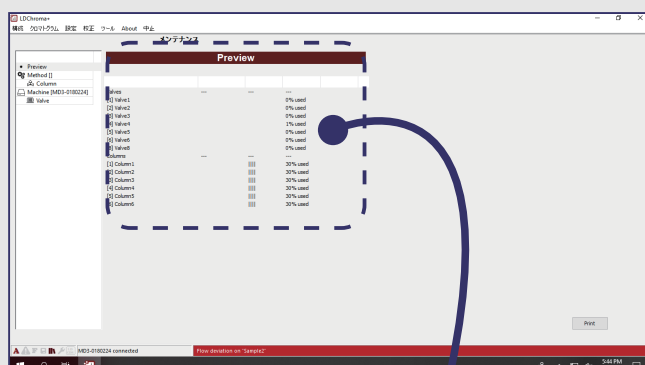 LDChroma+
構成 クロマトグラム 設定 校正 ツール About 中止
メンテナンス
Preview
Preview
Method []
Column
Machine [MD3-0180224]
Valve
Valves --- --- ---
[1] Valve1 0% used
[2] Valve2 0% used
[3] Valve3 0% used
[4] Valve4 1% used
[5] Valve5 0% used
[6] Valve6 0% used
Valve8 0% used
Columns --- --- ---
[1] Column1 30% used
[2] Column2 30% used
[3] Column3 30% used
[4] Column4 30% used
[5] Column5 30% used
[6] Column6 30% used
Print
MD3-0180224 connected
Flow deviation on "Sample2"
5:44 PM